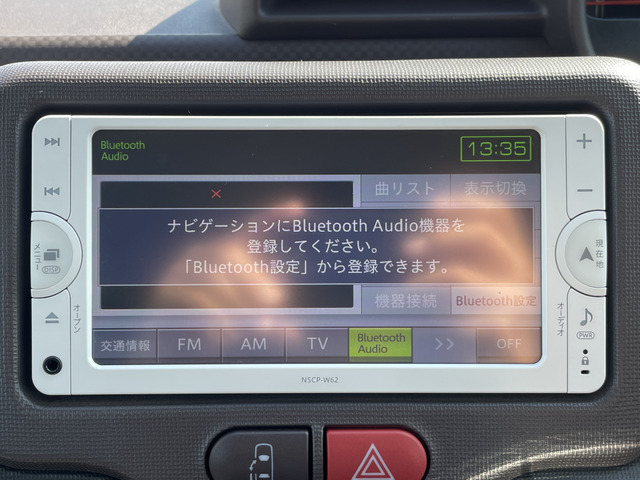 Bluetooth
Audio
13:35
曲リスト
表示切換
ナビゲーションにBluetooth Audio機器を
登録してください。
「Bluetooth設定」から登録できます。
機器接続
Bluetooth設定
交通情報
FM
AM
TV
Bluetooth
Audio
>>
OFF
メニュー
DISP
オープン
現在地
オーディオ
PWR
NSCP-W62